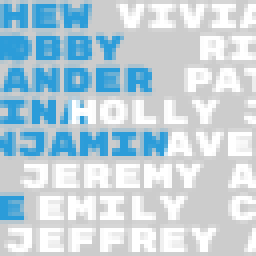 HEW VIVIA
OBBY RI
ANDER PAT
INA HOLLY J
NJAMIN AVE
JEREMY A
E EMILY C
JEFFREY A